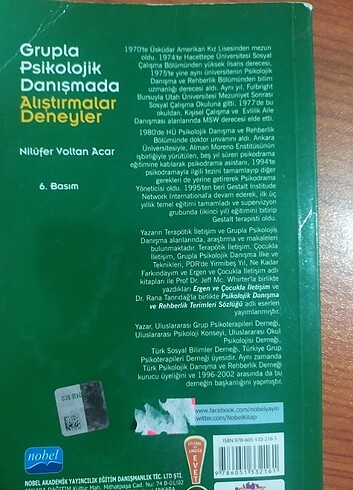 Grupla
Psikolojik
Danışmada
Alıştırmalar
Deneyler
Nilüfer Voltan Acar
6. Basım
1970'te Üsküdar Amerikan Kız Lisesinden mezun
oldu. 1974'te Hacettepe Üniversitesi Sosyal
Çalışma Bölümünden yüksek lisans derecesi,
1975'te yine aynı üniversitenin Psikolojik
Danışma ve Rehberlik Bölümünden bilim
uzmanlığı derecesi aldı. Aynı yıl, Fulbright
Bursuyla Utah Üniversitesi Mezuniyet Sonrası
Sosyal Çalışma Okuluna gitti. 1977'de bu
okuldan, Kişisel Çalışma ve Evlilik Aile
Danışması alanlarında MSW derecesi elde etti.
1980'de HÜ Psikolojik Danışma ve Rehberlik
Bölümünde doktor unvanını aldı. Ankara
Üniversitesiyle, Alman Moreno Enstitüsünün
işbirliğiyle yürütülen, beş yıl süren psikodrama
eğitimine katılarak psikodrama asistanı, 1994'te
psikodramayla ilgili tezini tamamlayıp diğer
gerekleri de yerine getirerek Psikodrama
Yöneticisi oldu. 1995'ten beri Gestalt Institude
Network International'a devam ederek, ilk üç
yıllık temel eğitimi tamamladı ve supervizyon
grubunda (ikinci yıl) eğitimini bitirip
Gestalt terapisti oldu.
Yazarın Terapötik İletişim ve Grupla Psikolojik
Danışma alanlarında, araştırma ve makaleleri
bulunmaktadır. Terapötik İletişim, Çocukla
İletişim, Grupla Psikolojik Danışma İlke ve
Teknikleri, PDR'de Yirmibeş Yıl, Ne Kadar
Farkındayım ve Ergen ve Çocukla İletişim adlı
kitapları ile Prof Dr. Jeff Mc. Whirter'la birlikte
yazdıkları Ergen ve Çocukla İletişim ve
Dr. Rana Tarındağ'la birlikte Psikolojik Danışma
ve Rehberlik Terimleri Sözlüğü adlı eserleri
yayımlanmıştır.
Yazar, Uluslararası Grup Psikoterapileri Derneği,
Uluslararası Psikoloji Konseyi, Uluslararası Okul
Psikolojisi Derneği,
Türk Sosyal Bilimler Derneği, Türkiye Grup
Psikoterapileri Derneği üyesidir. Aynı zamanda
Türk Psikolojik Danışma ve Rehberlik Derneği
kurucu üyeliğini ve 1996-2002 arasında da bu
derneğin başkanlığını yapmıştır.
www.facebook.com/nobelyayin
twitter.com/NobelKitap
ISBN 978-605-133-216-1
9 786051 332161
nobel
NOBEL AKADEMİK YAYINCILIK EĞİTİM DANIŞMANLIK TİC. LTD ŞTİ